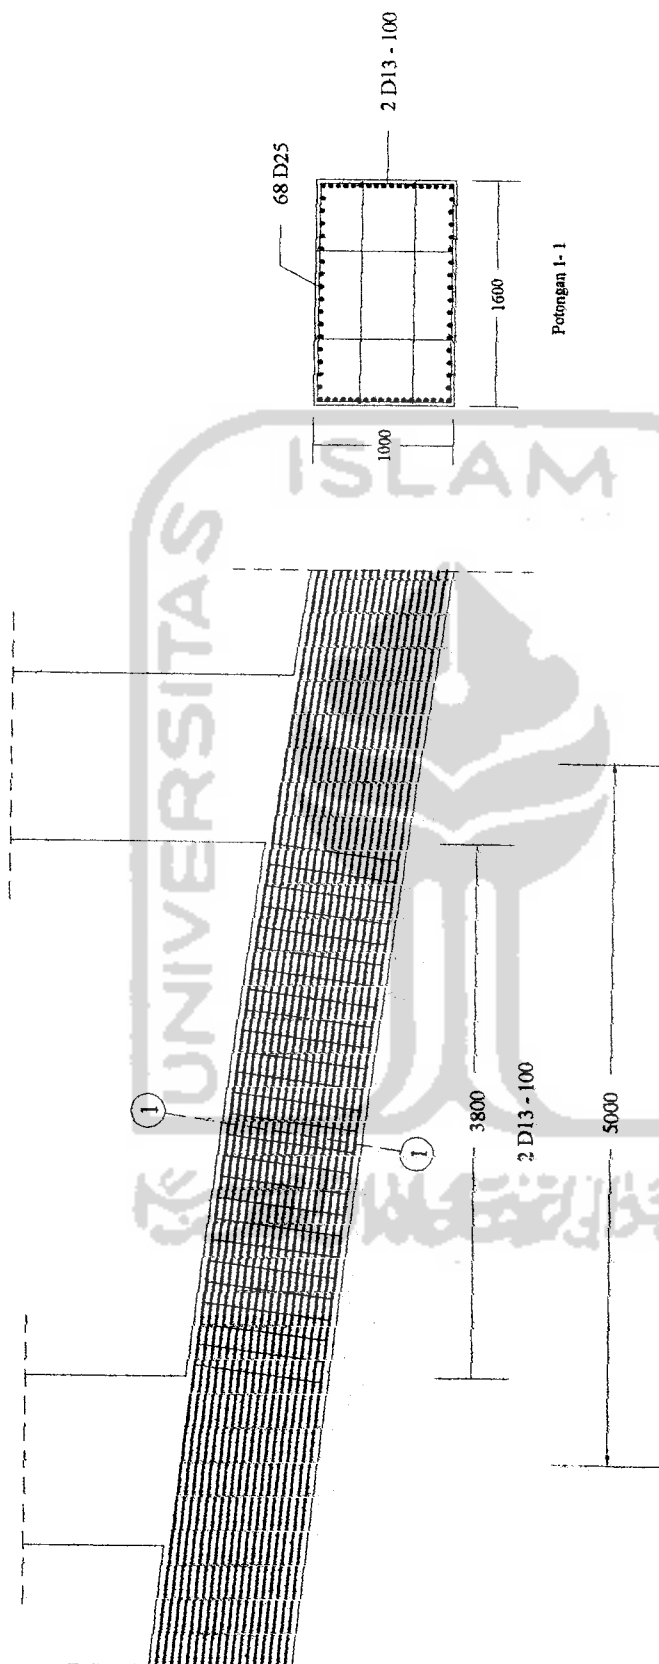 2 D13 - 100
68 D25
1600
Potongan 1- 1
1000
ISLAM
UNIVERSITAS
1
1
3800
2 D13 - 100
5000